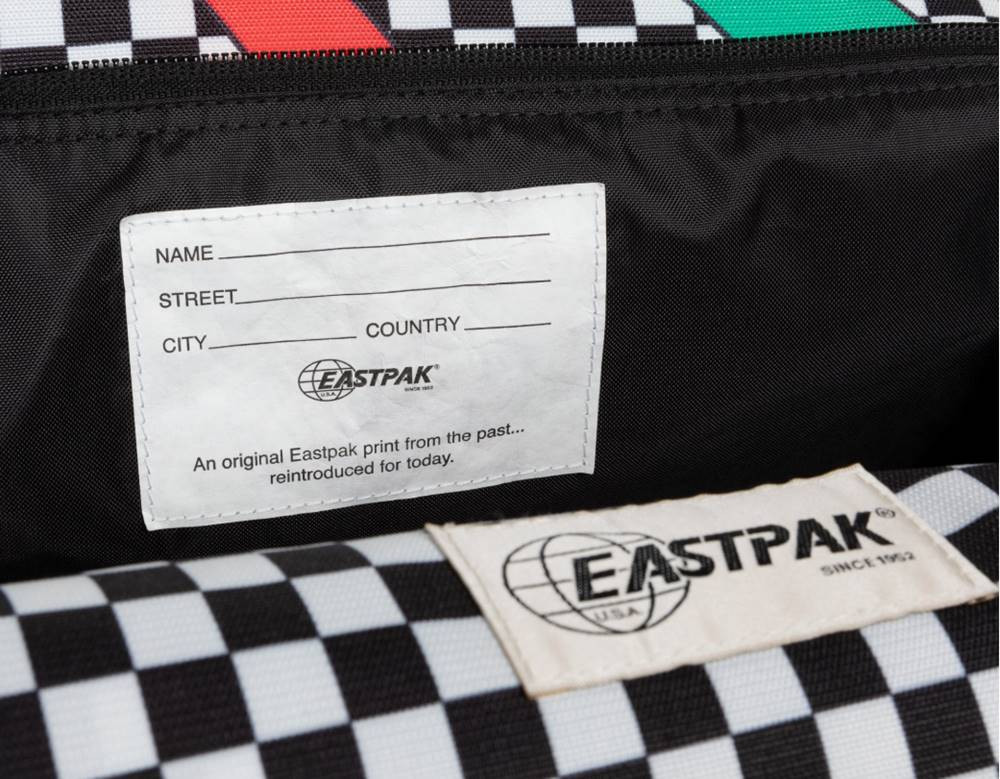 NAME
STREET
CITY COUNTRY
EASTPAK®
U.S.A. SINCE 1952
An original Eastpak print from the past...
reintroduced for today.
EASTPAK®
SINCE 1952
U.S.A.